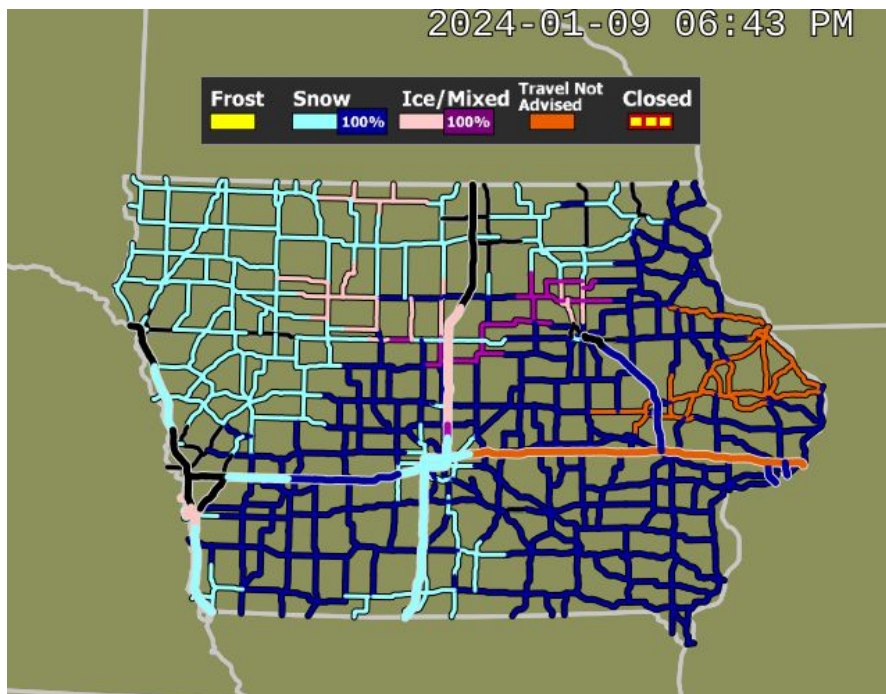 2024-01-09 06:43 PM
Frost Snow Ice/Mixed Travel Not Advised Closed
100% 100%